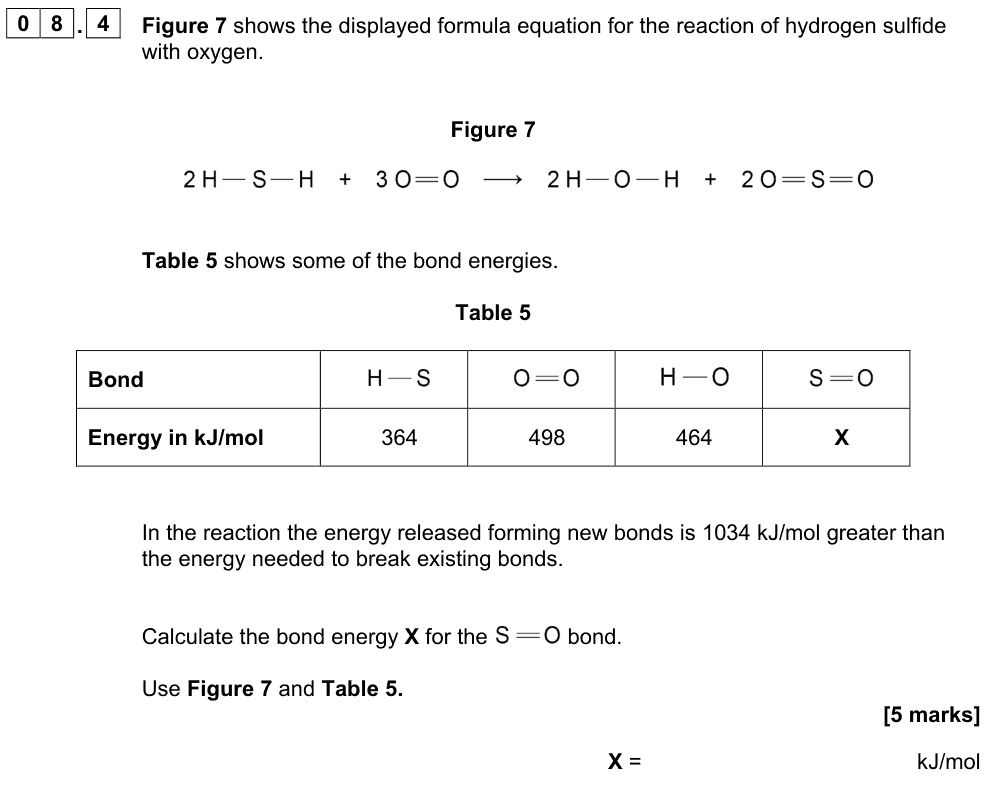 0 8 . 4 Figure 7 shows the displayed formula equation for the reaction of hydrogen sulfide
with oxygen.
Figure 7
2 H — S — H + 3 O = O ⟶ 2 H — O — H + 2 O = S = O
Table 5 shows some of the bond energies.
Table 5
Bond H — S O = O H — O S = O
Energy in kJ/mol 364 498 464 X
In the reaction the energy released forming new bonds is 1034 kJ/mol greater than
the energy needed to break existing bonds.
Calculate the bond energy X for the S = O bond.
Use Figure 7 and Table 5.
[5 marks]
X = kJ/mol